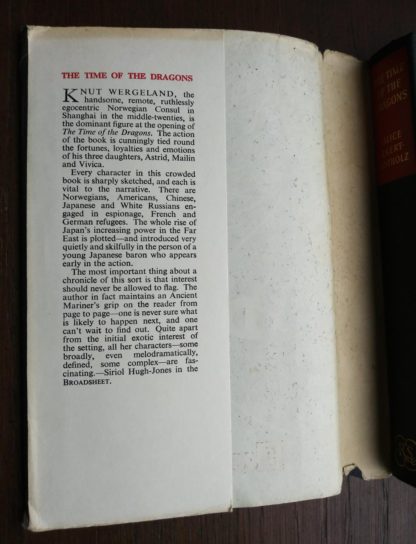 THE TIME OF THE DRAGONS
KNUT WERGELAND, the
handsome, remote, ruthlessly
egocentric Norwegian Consul in
Shanghai in the middle-twenties, is
the dominant figure at the opening of
The Time of the Dragons. The action
of the book is cunningly tied round
the fortunes, loyalties and emotions
of his three daughters, Astrid, Mailin
and Vivica.
Every character in this crowded
book is sharply sketched, and each is
vital to the narrative. There are
Norwegians, Americans, Chinese,
Japanese and White Russians en-
gaged in espionage, French and
German refugees. The whole rise of
Japan's increasing power in the Far
East is plotted—and introduced very
quietly and skilfully in the person of a
young Japanese baron who appears
early in the action.
The most important thing about a
chronicle of this sort is that interest
should never be allowed to flag. The
author in fact maintains an Ancient
Mariner's grip on the reader from
page to page—one is never sure what
is likely to happen next, and one
can't wait to find out. Quite apart
from the initial exotic interest of
the setting, all her characters—some
broadly, even melodramatically,
defined, some complex—are fas-
cinating.—Siriol Hugh-Jones in the
BROADSHEET.
THE TIME
OF THE
DRAGONS
ALICE